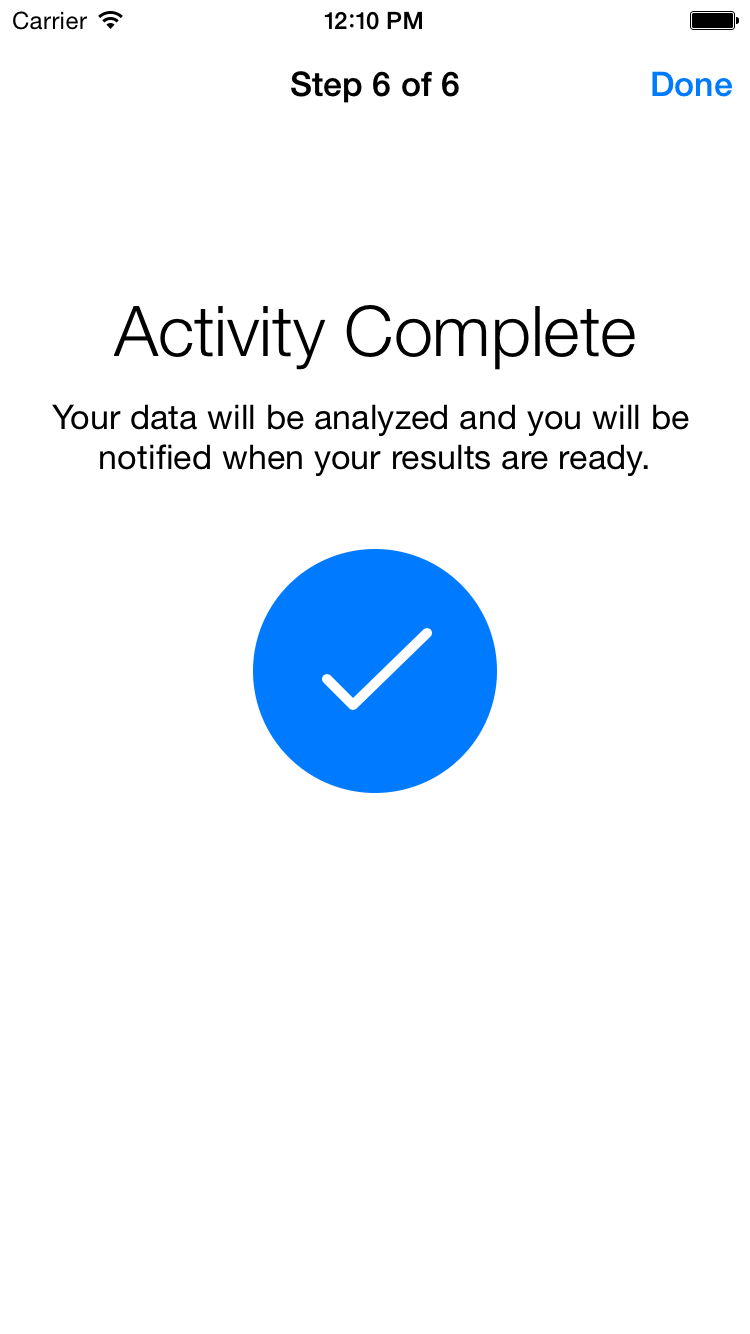 Carrier 12:10 PM
Step 6 of 6 Done
Activity Complete
Your data will be analyzed and you will be
notified when your results are ready.